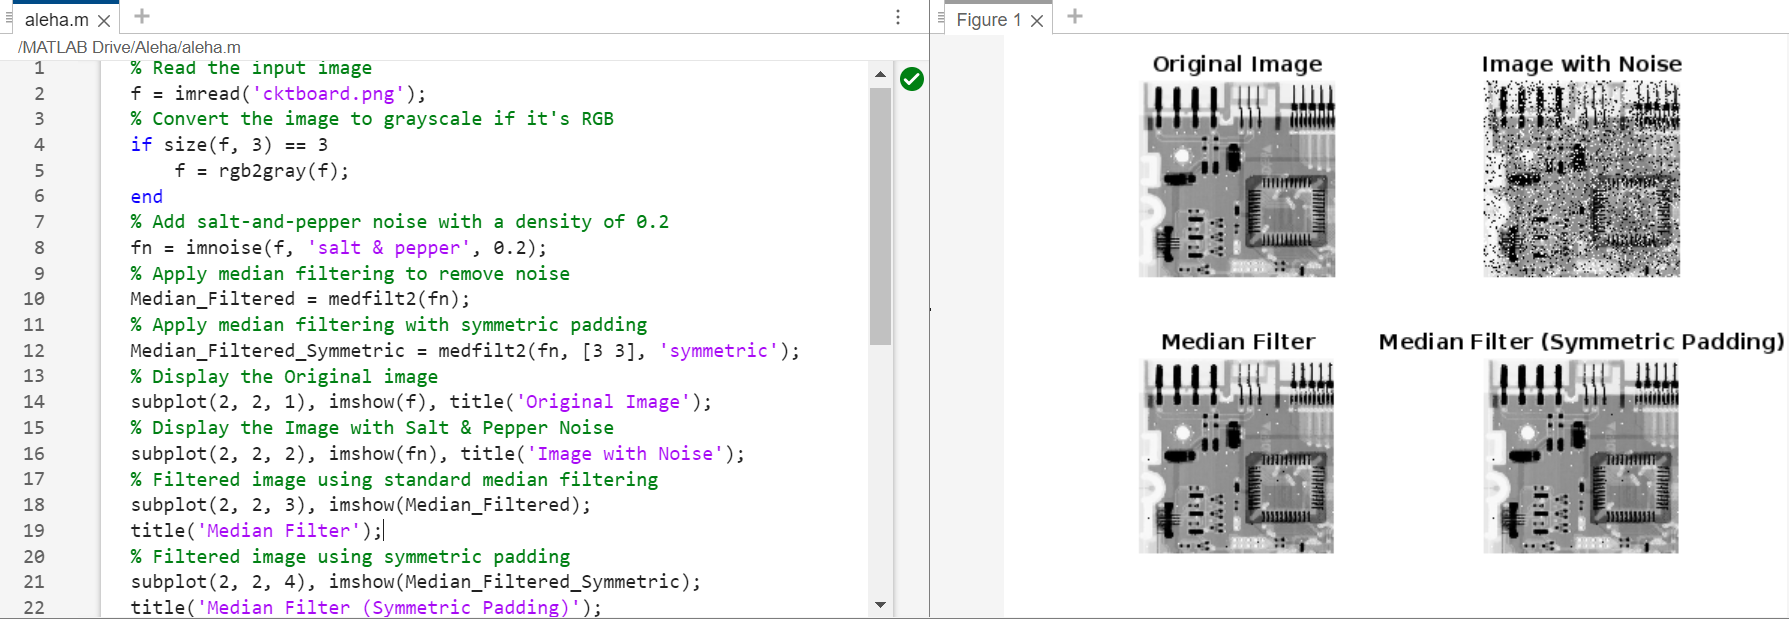 aleha.m
/MATLAB Drive/Aleha/aleha.m
1 % Read the input image
2 f = imread('cktboard.png');
3 % Convert the image to grayscale if it's RGB
4 if size(f, 3) == 3
5     f = rgb2gray(f);
6 end
7 % Add salt-and-pepper noise with a density of 0.2
8 fn = imnoise(f, 'salt & pepper', 0.2);
9 % Apply median filtering to remove noise
10 Median_Filtered = medfilt2(fn);
11 % Apply median filtering with symmetric padding
12 Median_Filtered_Symmetric = medfilt2(fn, [3 3], 'symmetric');
13 % Display the Original image
14 subplot(2, 2, 1), imshow(f), title('Original Image');
15 % Display the Image with Salt & Pepper Noise
16 subplot(2, 2, 2), imshow(fn), title('Image with Noise');
17 % Filtered image using standard median filtering
18 subplot(2, 2, 3), imshow(Median_Filtered);
19 title('Median Filter');
20 % Filtered image using symmetric padding
21 subplot(2, 2, 4), imshow(Median_Filtered_Symmetric);
22 title('Median Filter (Symmetric Padding)');
Figure 1
Original Image
Image with Noise
Median Filter
Median Filter (Symmetric Padding)